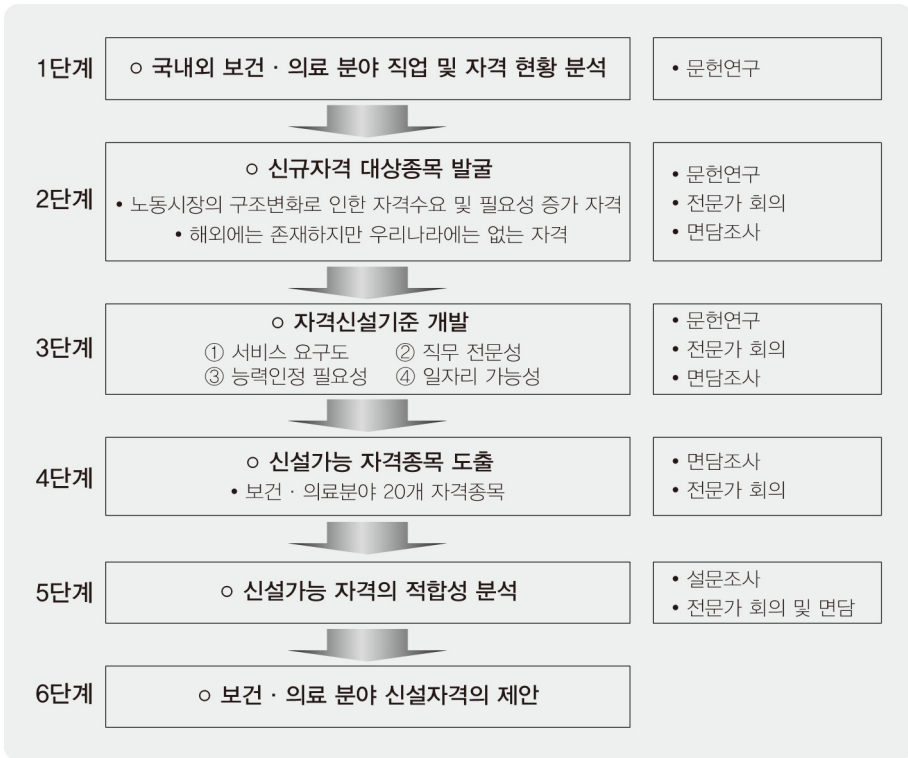 1단계
○ 국내외 보건 · 의료 분야 직업 및 자격 현황 분석
• 문헌연구
2단계
○ 신규자격 대상종목 발굴
• 노동시장의 구조변화로 인한 자격수요 및 필요성 증가 자격
• 해외에는 존재하지만 우리나라에는 없는 자격
• 문헌연구
• 전문가 회의
• 면담조사
3단계
○ 자격신설기준 개발
① 서비스 요구도 ② 직무 전문성
③ 능력인정 필요성 ④ 일자리 가능성
• 문헌연구
• 전문가 회의
• 면담조사
4단계
○ 신설가능 자격종목 도출
• 보건 · 의료분야 20개 자격종목
• 면담조사
• 전문가 회의
5단계
○ 신설가능 자격의 적합성 분석
• 설문조사
• 전문가 회의 및 면담
6단계
○ 보건 · 의료 분야 신설자격의 제안